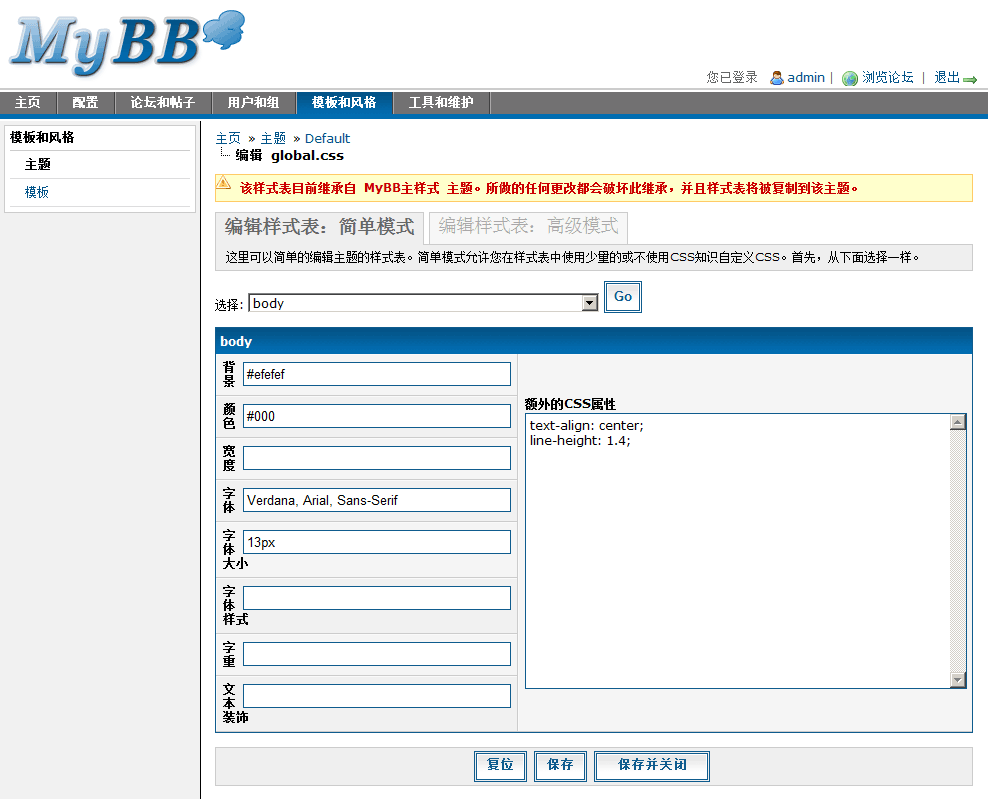 MyBB
您已登录 admin | 浏览论坛 | 退出
主页 配置 论坛和帖子 用户和组 模板和风格 工具和维护
模板和风格
主题
模板
主页 » 主题 » Default
编辑 global.css
该样式表目前继承自 MyBB主样式 主题。所做的任何更改都会破坏此继承，并且样式表将被复制到该主题。
编辑样式表：简单模式 编辑样式表：高级模式
这里可以简单的编辑主题的样式表。简单模式允许您在样式表中使用少量的或不使用CSS知识自定义CSS。首先，从下面选择一样。
选择： body Go
body
背景 #efefef
颜色 #000
宽度
字体 Verdana, Arial, Sans-Serif
字体大小 13px
字体样式
字重
文本装饰
额外的CSS属性
text-align: center;
line-height: 1.4;
复位 保存 保存并关闭